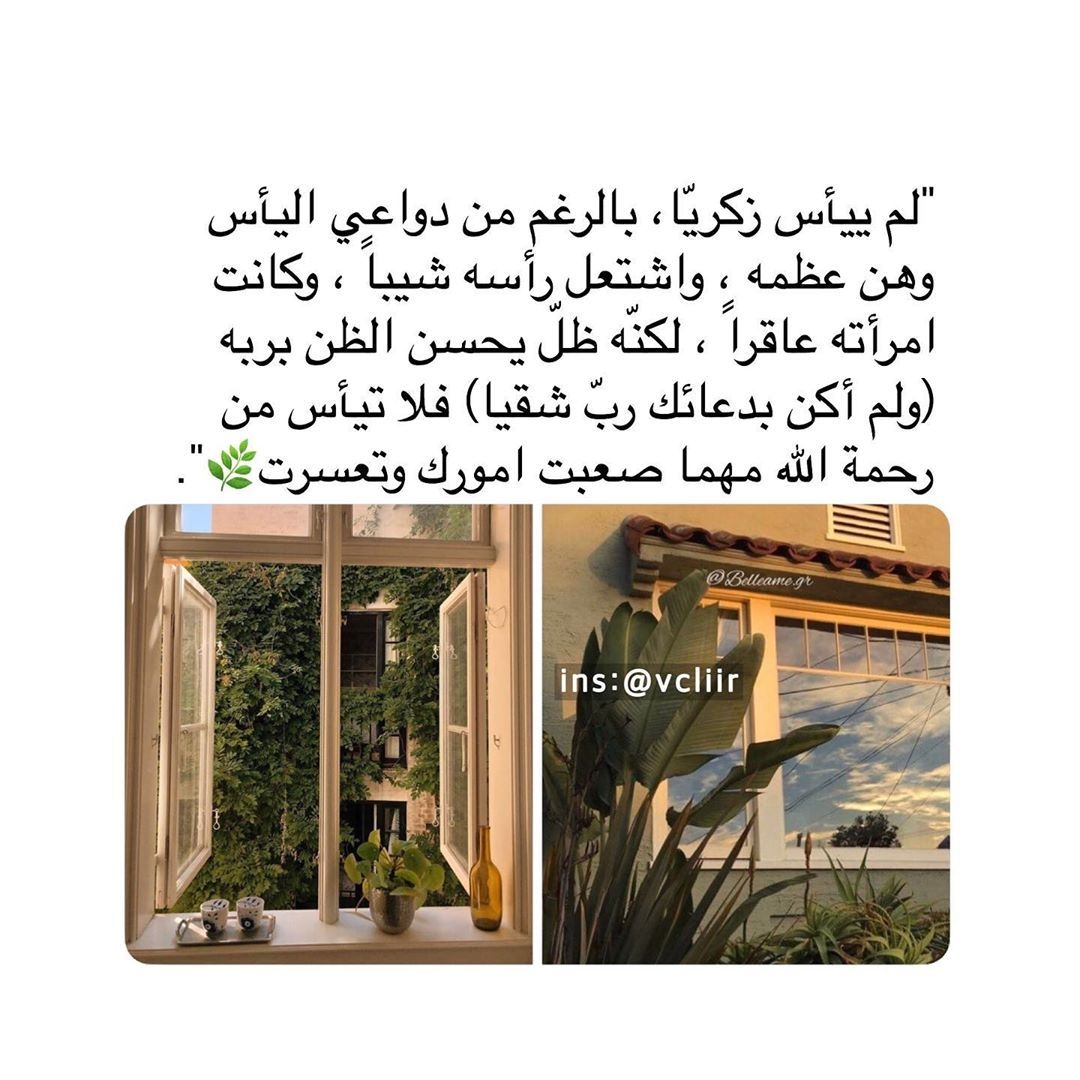 "لم ييأس زكريّا، بالرغم من دواعي اليأس
وهن عظمه ، واشتعل رأسه شيباً ، وكانت
امرأته عاقراً ، لكنّه ظلّ يحسن الظن بربه
(ولم أكن بدعائك ربّ شقيا) فلا تيأس من
رحمة الله مهما صعبت امورك وتعسرت🌿".
@Belleame.gr
ins:@vcliir